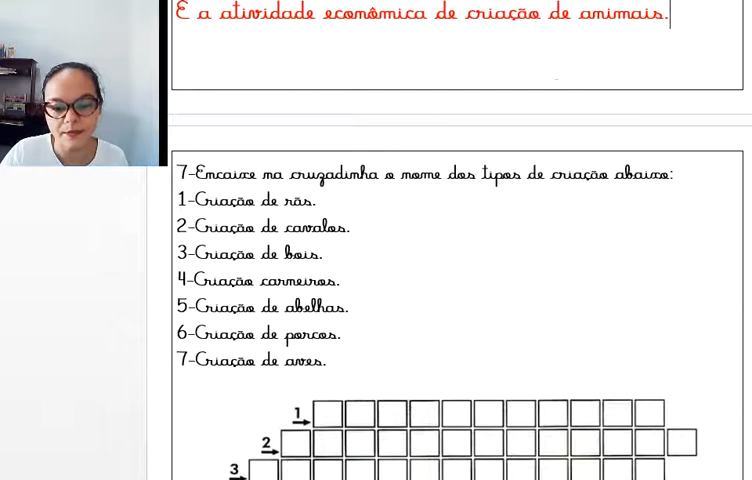 É a atividade econômica de criação de animais.
7-Encaixe na cruzadinha o nome dos tipos de criação abaixo:
1-Criação de rãs.
2-Criação de cavalos.
3-Criação de bois.
4-Criação carneiros.
5-Criação de abelhas.
6-Criação de porcos.
7-Criação de aves.
1
2
3